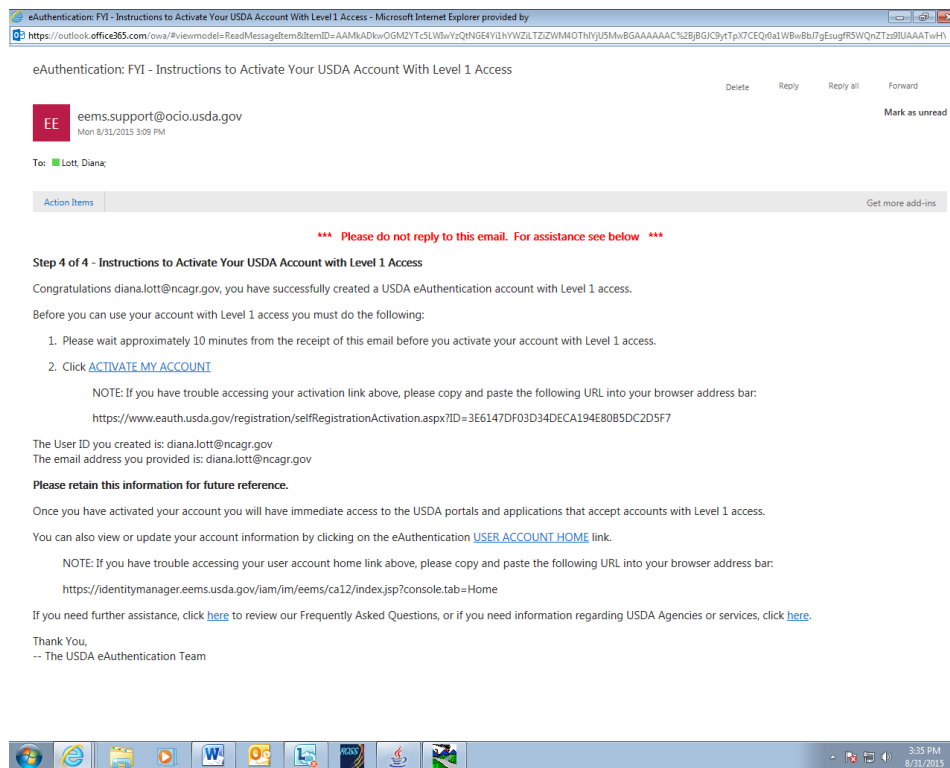 eAuthentication: FYI - Instructions to Activate Your USDA Account With Level 1 Access - Microsoft Internet Explorer provided by
https://outlook.office365.com/owa/#viewmodel=ReadMessageItem&ItemID=
eAuthentication: FYI - Instructions to Activate Your USDA Account With Level 1 Access
Delete Reply Reply all Forward
EE eems.support@ocio.usda.gov
Mon 8/31/2015 3:09 PM
Mark as unread
To: Lott, Diana;
Action Items Get more add-ins
*** Please do not reply to this email. For assistance see below ***
Step 4 of 4 - Instructions to Activate Your USDA Account with Level 1 Access
Congratulations diana.lott@ncagr.gov, you have successfully created a USDA eAuthentication account with Level 1 access.
Before you can use your account with Level 1 access you must do the following:
1. Please wait approximately 10 minutes from the receipt of this email before you activate your account with Level 1 access.
2. Click ACTIVATE MY ACCOUNT
NOTE: If you have trouble accessing your activation link above, please copy and paste the following URL into your browser address bar:
https://www.eauth.usda.gov/registration/selfRegistrationActivation.aspx?ID=3E6147DF03D34DECA194E80B5DC2D5F7
The User ID you created is: diana.lott@ncagr.gov
The email address you provided is: diana.lott@ncagr.gov
Please retain this information for future reference.
Once you have activated your account you will have immediate access to the USDA portals and applications that accept accounts with Level 1 access.
You can also view or update your account information by clicking on the eAuthentication USER ACCOUNT HOME link.
NOTE: If you have trouble accessing your user account home link above, please copy and paste the following URL into your browser address bar:
https://identitymanager.eems.usda.gov/iam/im/eems/ca12/index.jsp?console.tab=Home
If you need further assistance, click here to review our Frequently Asked Questions, or if you need information regarding USDA Agencies or services, click here.
Thank You,
-- The USDA eAuthentication Team
ROSS
3:35 PM
8/31/2015